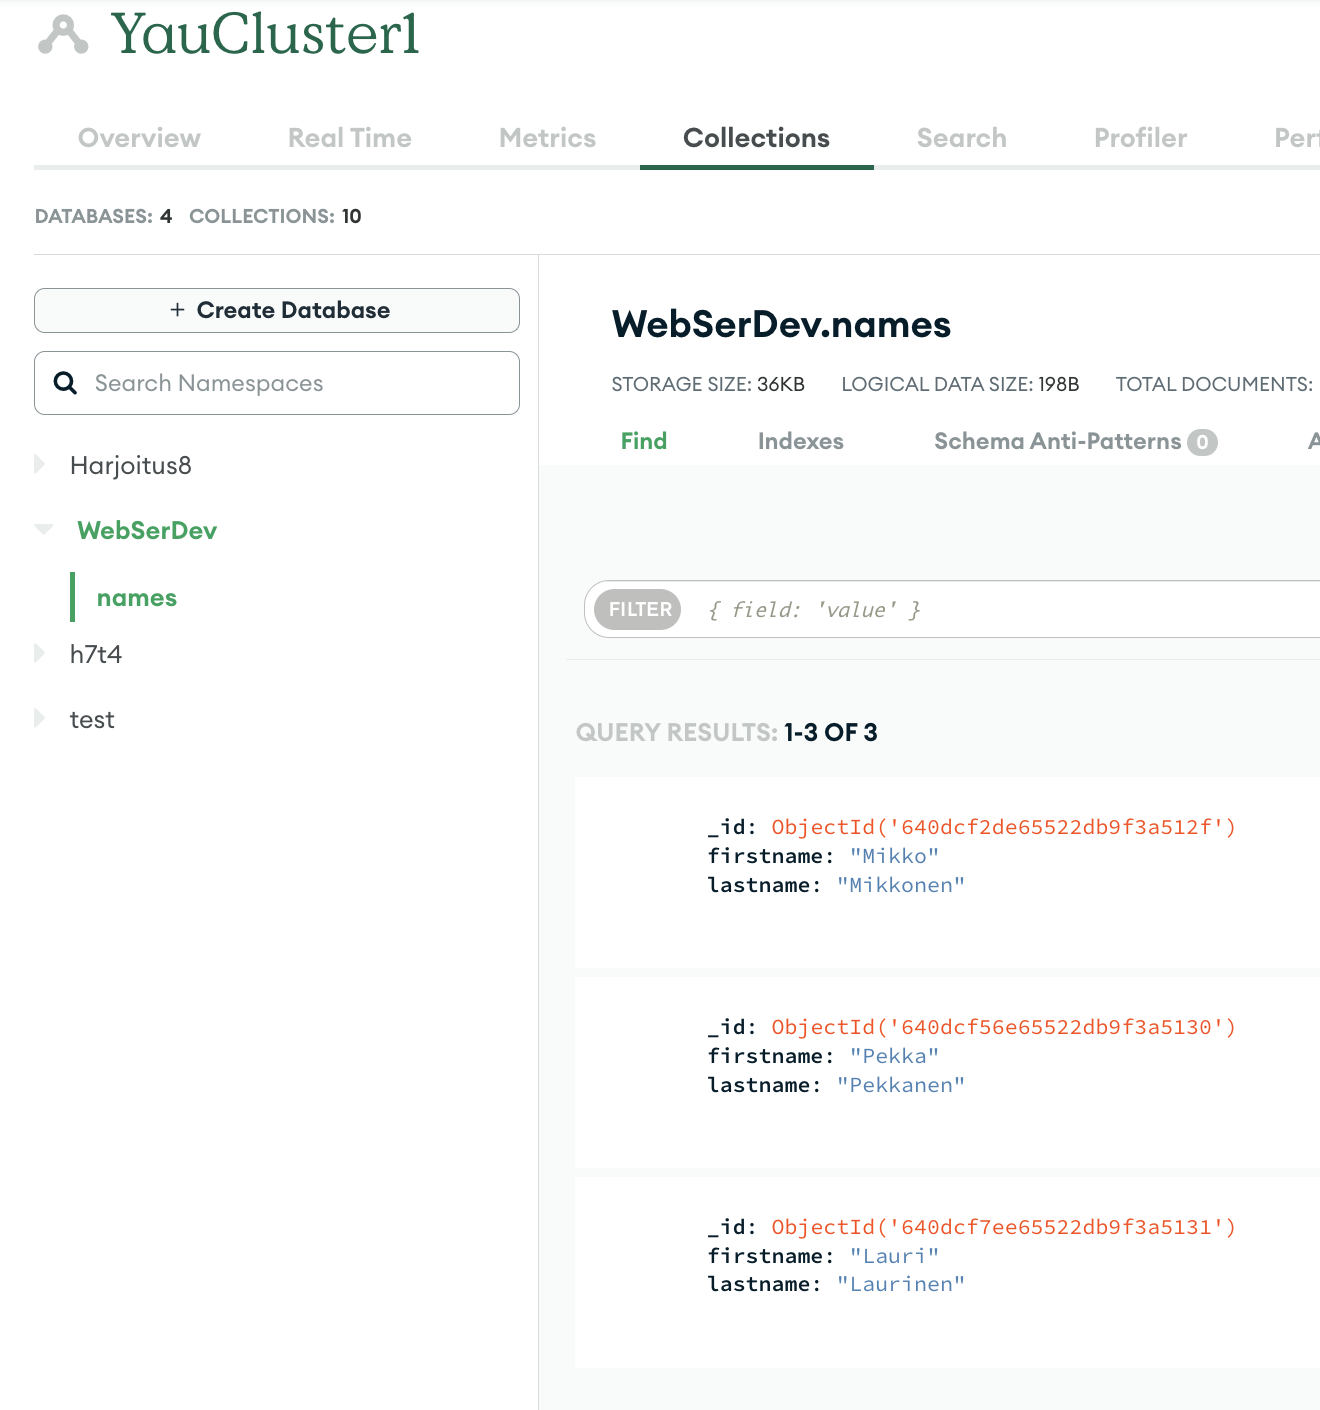 YauCluster1
Overview Real Time Metrics Collections Search Profiler
DATABASES: 4 COLLECTIONS: 10
+ Create Database
Search Namespaces
Harjoitus8
WebSerDev
names
h7t4
test
WebSerDev.names
STORAGE SIZE: 36KB LOGICAL DATA SIZE: 198B TOTAL DOCUMENTS:
Find Indexes Schema Anti-Patterns 0
FILTER { field: 'value' }
QUERY RESULTS: 1-3 OF 3
_id: ObjectId('640dcf2de65522db9f3a512f')
firstname: "Mikko"
lastname: "Mikkonen"
_id: ObjectId('640dcf56e65522db9f3a5130')
firstname: "Pekka"
lastname: "Pekkanen"
_id: ObjectId('640dcf7ee65522db9f3a5131')
firstname: "Lauri"
lastname: "Laurinen"